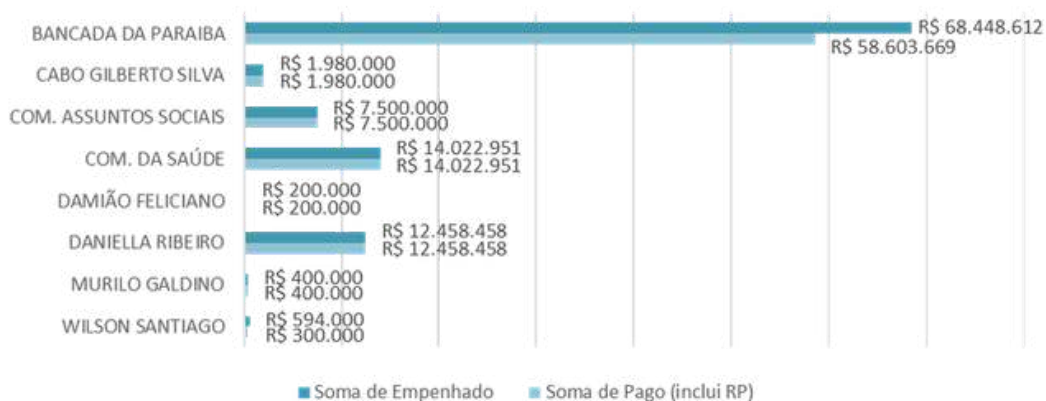 BANCADA DA PARAIBA
R$ 68.448.612
R$ 58.603.669
CABO GILBERTO SILVA
R$ 1.980.000
R$ 1.980.000
COM. ASSUNTOS SOCIAIS
R$ 7.500.000
R$ 7.500.000
COM. DA SAÚDE
R$ 14.022.951
R$ 14.022.951
DAMIÃO FELICIANO
R$ 200.000
R$ 200.000
DANIELLA RIBEIRO
R$ 12.458.458
R$ 12.458.458
MURILO GALDINO
R$ 400.000
R$ 400.000
WILSON SANTIAGO
R$ 594.000
R$ 300.000
Soma de Empenhado
Soma de Pago (inclui RP)